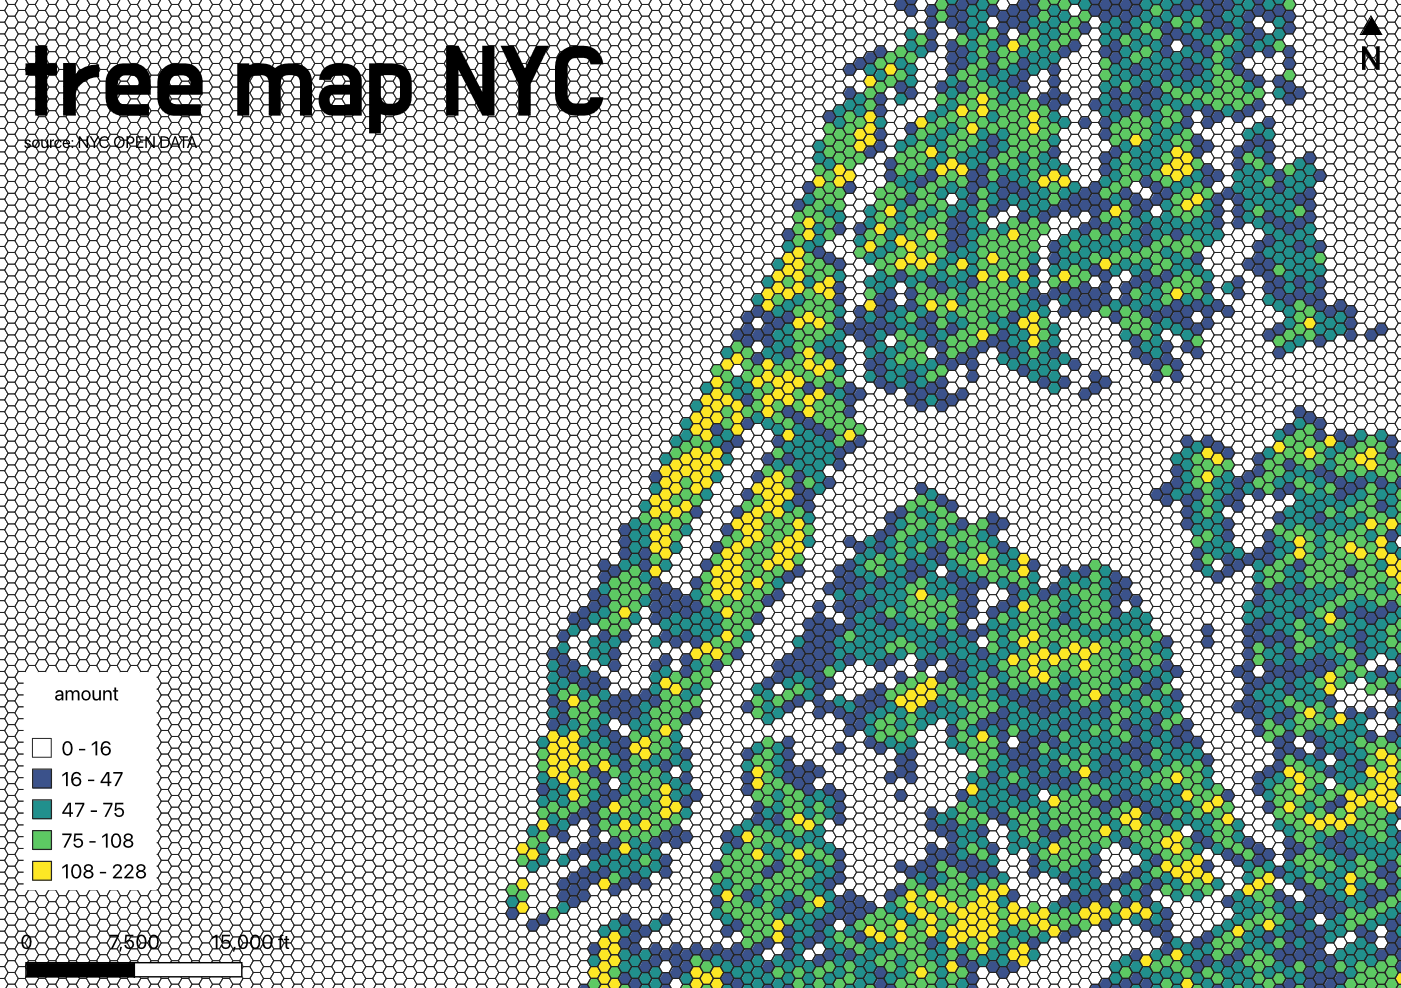 tree map NYC
source: NYC OPEN DATA
N
amount
0 - 16
16 - 47
47 - 75
75 - 108
108 - 228
0 7,500 15,000 ft